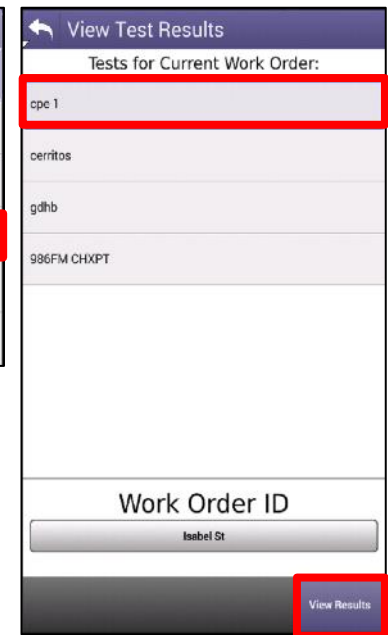 View Test Results
Tests for Current Work Order:
cpe 1
cerritos
gdhb
986FM CHXPT
Work Order ID
Isabel St
View Results